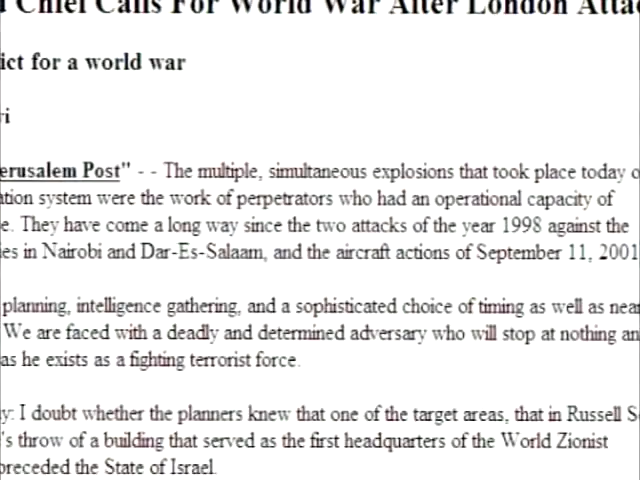 Chief Calls For World War After London Atta
ict for a world war
ri
erusalem Post" - - The multiple, simultaneous explosions that took place today o
ation system were the work of perpetrators who had an operational capacity of
e. They have come a long way since the two attacks of the year 1998 against the
ies in Nairobi and Dar-Es-Salaam, and the aircraft actions of September 11, 2001
planning, intelligence gathering, and a sophisticated choice of timing as well as near
We are faced with a deadly and determined adversary who will stop at nothing an
as he exists as a fighting terrorist force.
y: I doubt whether the planners knew that one of the target areas, that in Russell S
's throw of a building that served as the first headquarters of the World Zionist
preceded the State of Israel.